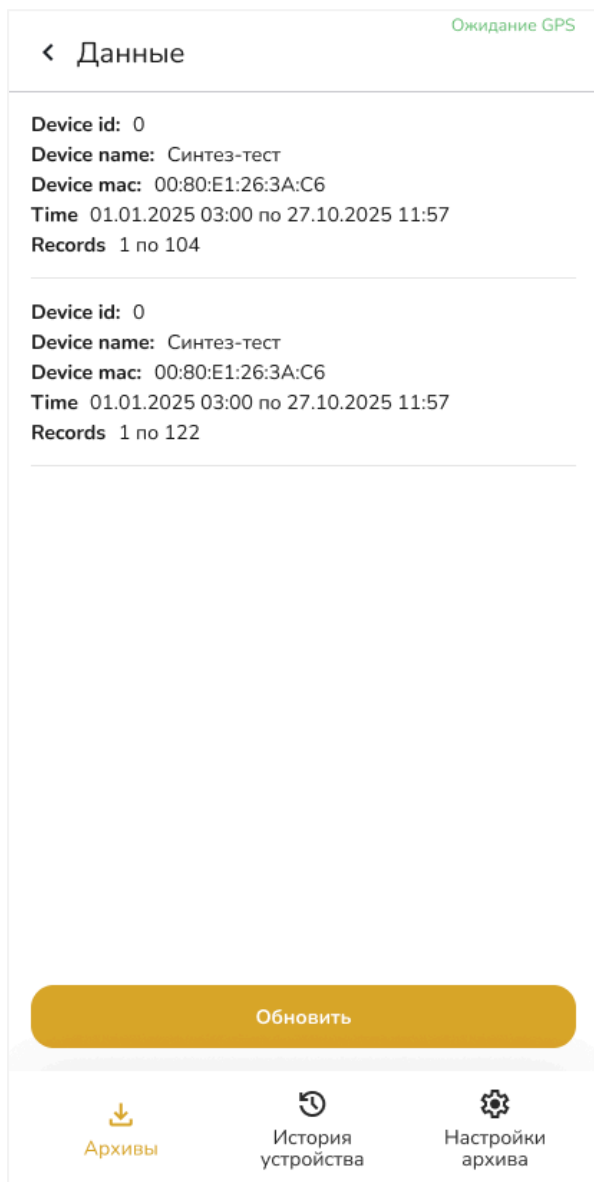 Ожидание GPS
Данные
Device id: 0
Device name: Синтез-тест
Device mac: 00:80:E1:26:3A:C6
Time 01.01.2025 03:00 по 27.10.2025 11:57
Records 1 по 104
Device id: 0
Device name: Синтез-тест
Device mac: 00:80:E1:26:3A:C6
Time 01.01.2025 03:00 по 27.10.2025 11:57
Records 1 по 122
Обновить
Архивы
История
устройства
Настройки
архива